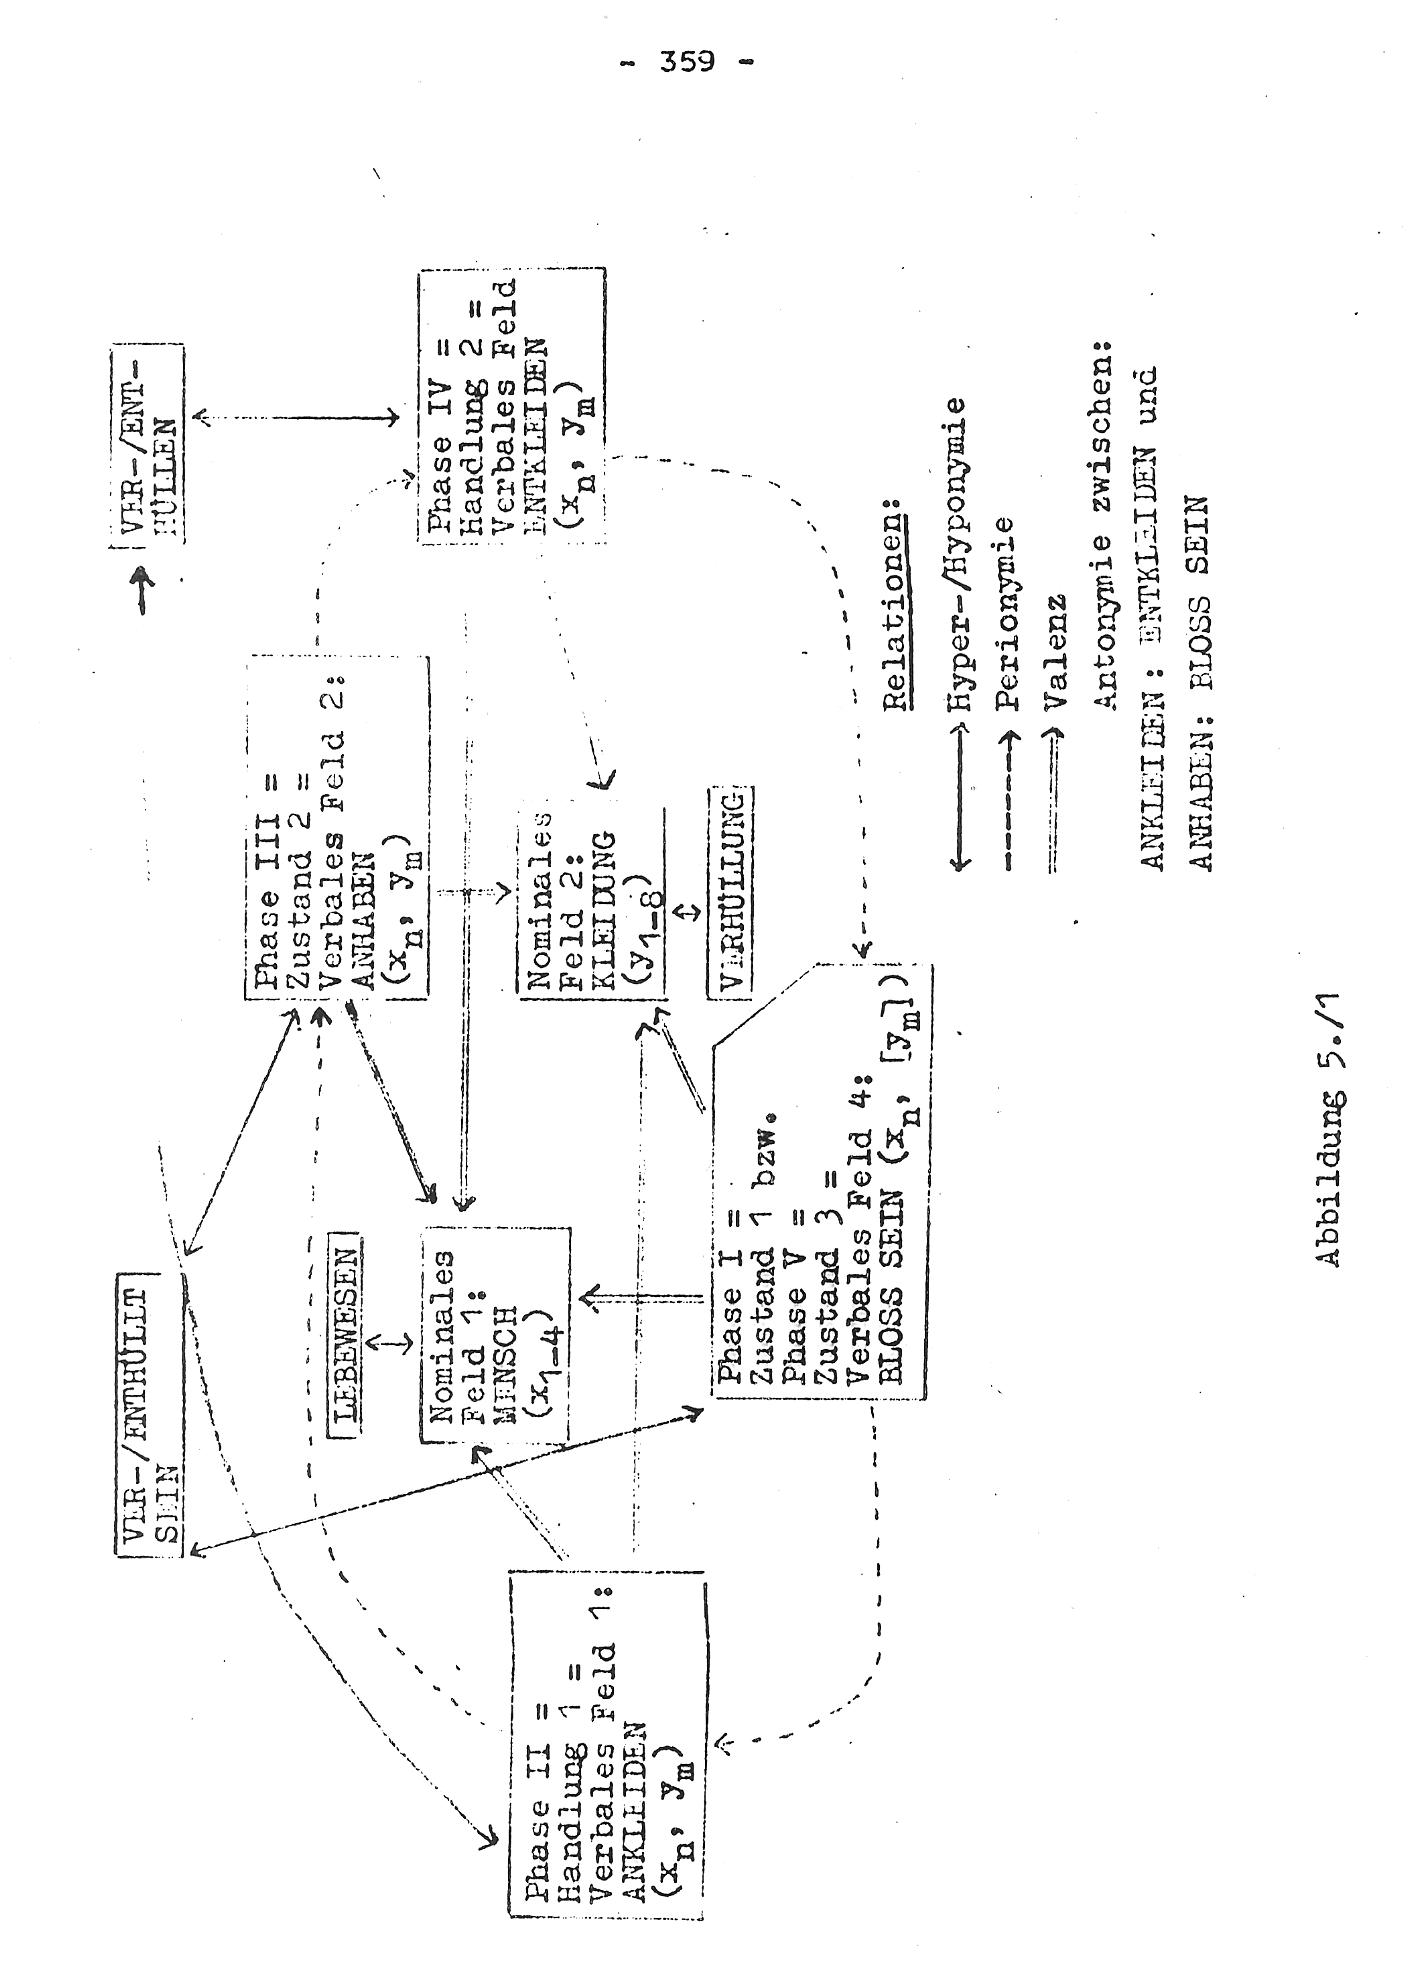 - 359 -
VER-/ENTHÜLLT
SEIN
VER-/ENT-
HÜLLEN
Phase III =
Zustand 2 =
Verbales Feld 2:
ANHABEN
(xn, ym)
LEBEWESEN
Phase IV =
Handlung 2 =
Verbales Feld
ENTKLEIDEN
(xn, ym)
Nominales
Feld 1:
MENSCH
(x1-4)
Nominales
Feld 2:
KLEIDUNG
(y1-8)
VERHÜLLUNG
Phase II =
Handlung 1 =
Verbales Feld 1:
ANKLEIDEN
(xn, ym)
Phase I =
Zustand 1 bzw.
Phase V =
Zustand 3 =
Verbales Feld 4:
BLOSS SEIN (xn, [ym])
Relationen:
Hyper-/Hyponymie
Perionymie
Valenz
Antonymie zwischen:
ANKLEIDEN: ENTKLEIDEN und
ANHABEN: BLOSS SEIN
Abbildung 5./1